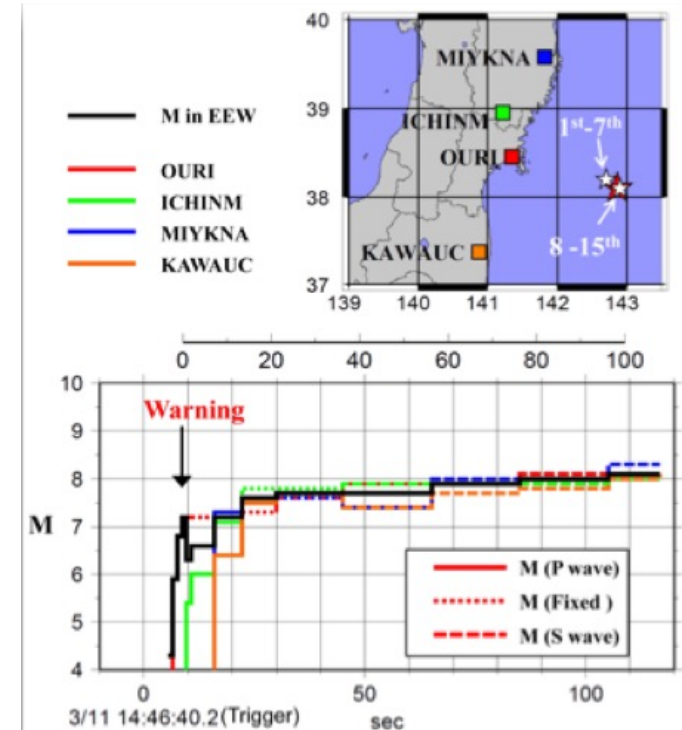 40
39
38
37
139 140 141 142 143
MIYKNA
ICHINM
OURI
KAWAUC
1st-7th
8 -15th
M in EEW
OURI
ICHINM
MIYKNA
KAWAUC
0 20 40 60 80 100
10
9
8
7
6
5
4
M
Warning
M (P wave)
M (Fixed )
M (S wave)
0 50 100
3/11 14:46:40.2(Trigger) sec